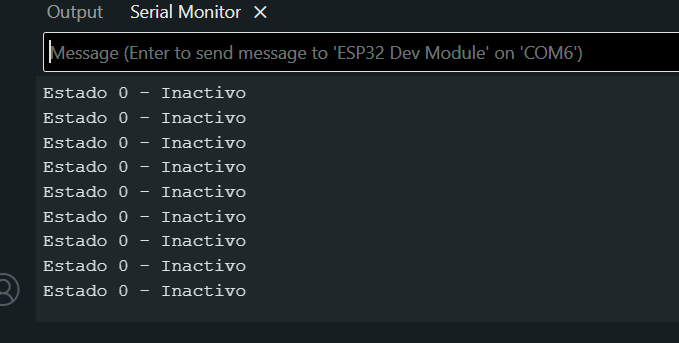 Output Serial Monitor ×
Message (Enter to send message to 'ESP32 Dev Module' on 'COM6')
Estado 0 - Inactivo
Estado 0 - Inactivo
Estado 0 - Inactivo
Estado 0 - Inactivo
Estado 0 - Inactivo
Estado 0 - Inactivo
Estado 0 - Inactivo
Estado 0 - Inactivo
Estado 0 - Inactivo